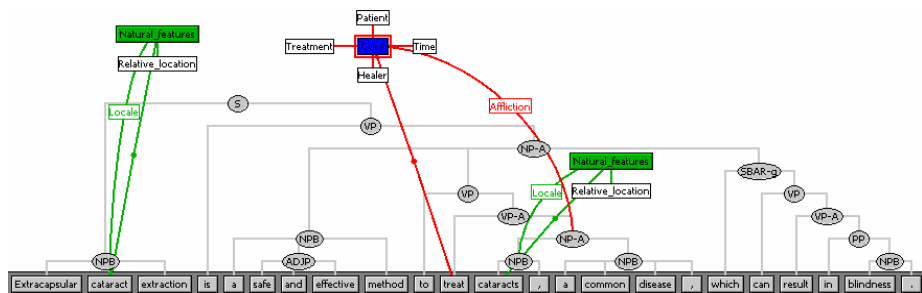 Patient
Natural_features
Treatment Cure Time
Relative_location
Healer
Locale S Affliction
VP
NP-A
Natural_features
SBAR-g
VP Locale Relative_location VP
VP-A VP-A
NPB NP-A PP
NPB ADJP NPB NPB NPB
Extracapsular cataract extraction is a safe and effective method to treat cataracts , a common disease , which can result in blindness .